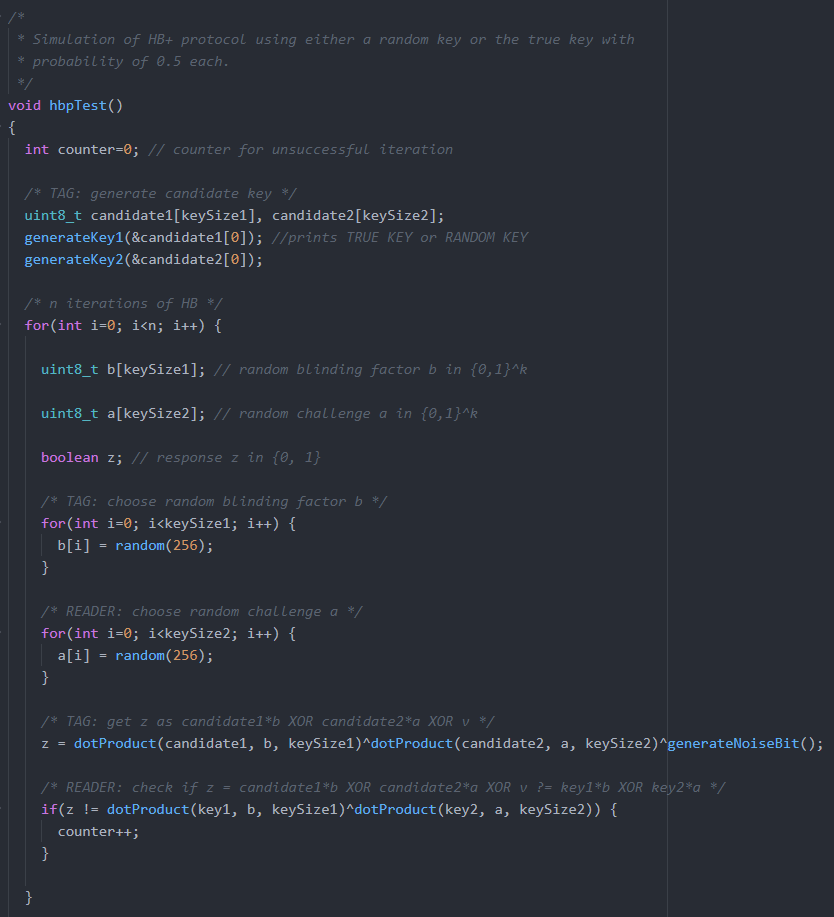 /*
 * Simulation of HB+ protocol using either a random key or the true key with
 * probability of 0.5 each.
 */
void hbpTest()
{
  int counter=0; // counter for unsuccessful iteration

  /* TAG: generate candidate key */
  uint8_t candidate1[keySize1], candidate2[keySize2];
  generateKey1(&candidate1[0]); //prints TRUE KEY or RANDOM KEY
  generateKey2(&candidate2[0]);

  /* n iterations of HB */
  for(int i=0; i<n; i++) {

    uint8_t b[keySize1]; // random blinding factor b in {0,1}^k

    uint8_t a[keySize2]; // random challenge a in {0,1}^k

    boolean z; // response z in {0, 1}

    /* TAG: choose random blinding factor b */
    for(int i=0; i<keySize1; i++) {
      b[i] = random(256);
    }

    /* READER: choose random challenge a */
    for(int i=0; i<keySize2; i++) {
      a[i] = random(256);
    }

    /* TAG: get z as candidate1*b XOR candidate2*a XOR v */
    z = dotProduct(candidate1, b, keySize1)^dotProduct(candidate2, a, keySize2)^generateNoiseBit();

    /* READER: check if z = candidate1*b XOR candidate2*a XOR v ?= key1*b XOR key2*a */
    if(z != dotProduct(key1, b, keySize1)^dotProduct(key2, a, keySize2)) {
      counter++;
    }

  }